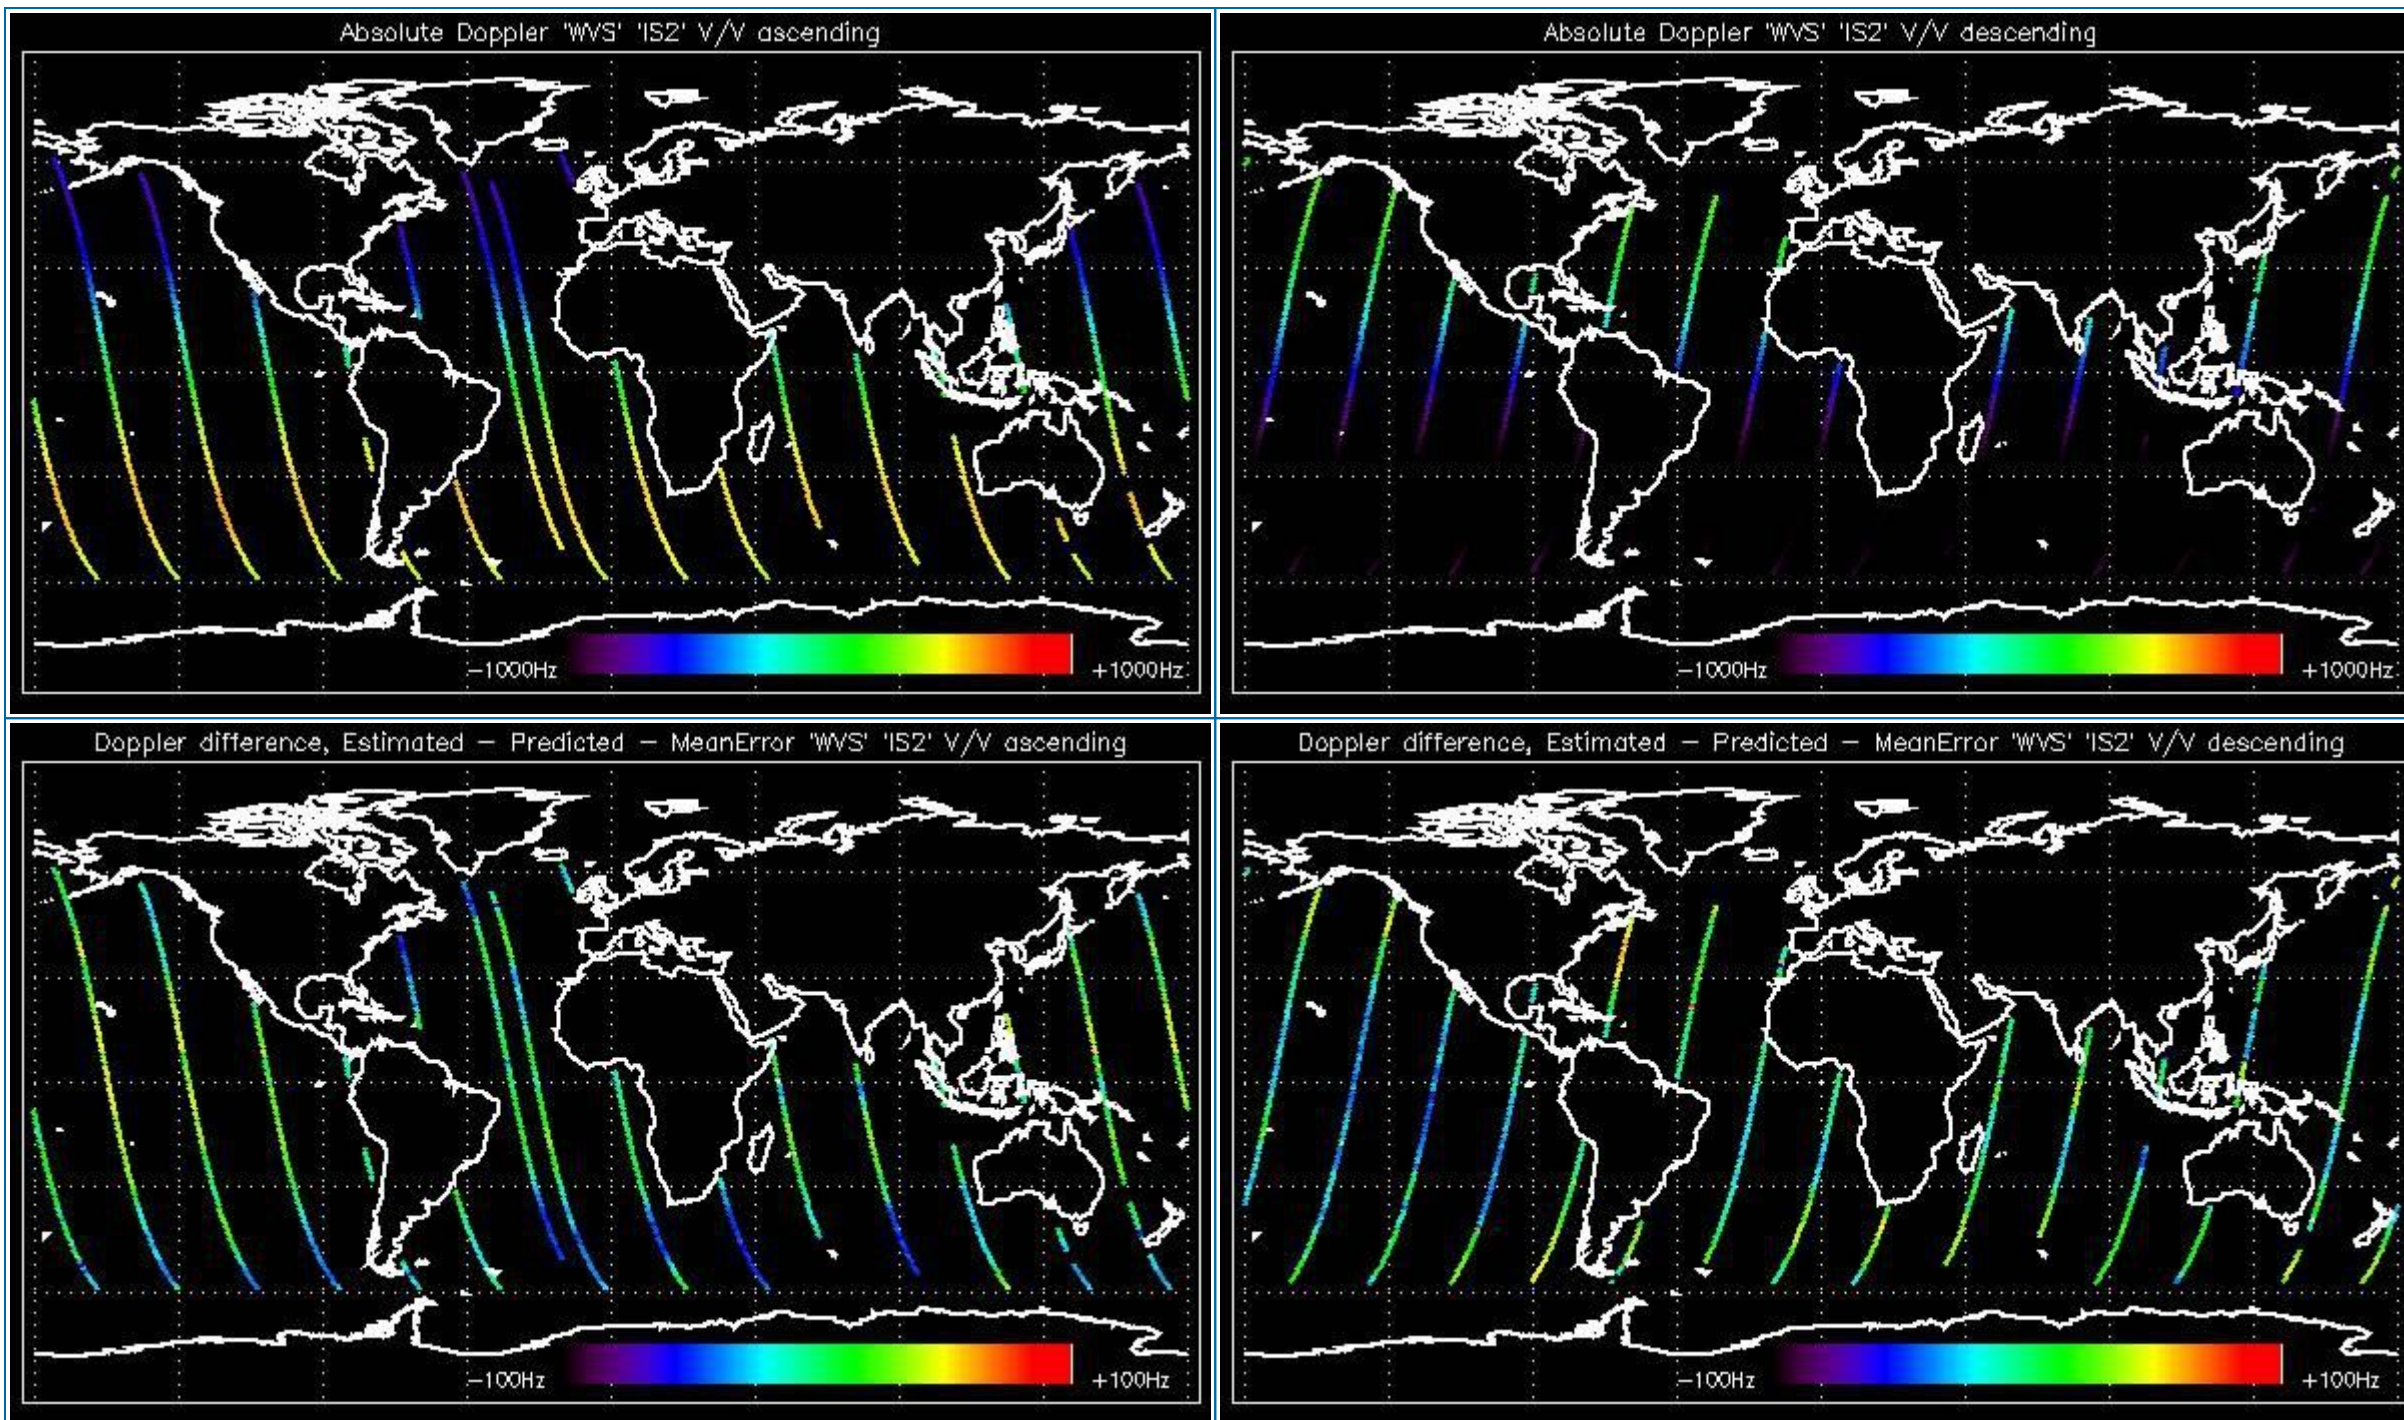 Absolute Doppler 'WVS' 'IS2' V/V ascending
−1000Hz
+1000Hz
Absolute Doppler 'WVS' 'IS2' V/V descending
−1000Hz
+1000Hz
Doppler difference, Estimated − Predicted − MeanError 'WVS' 'IS2' V/V ascending
−100Hz
+100Hz
Doppler difference, Estimated − Predicted − MeanError 'WVS' 'IS2' V/V descending
−100Hz
+100Hz